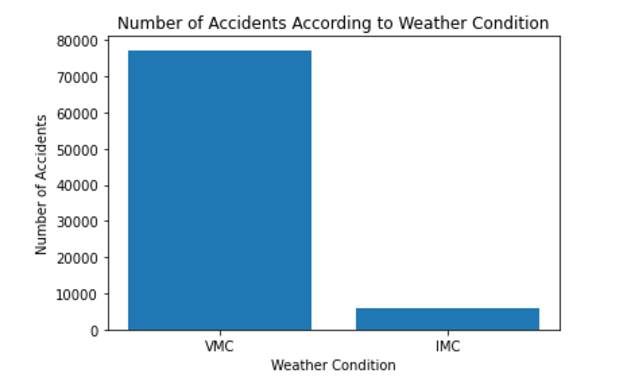 Number of Accidents According to Weather Condition
80000
70000
60000
50000
40000
30000
20000
10000
0
Number of Accidents
VMC IMC
Weather Condition